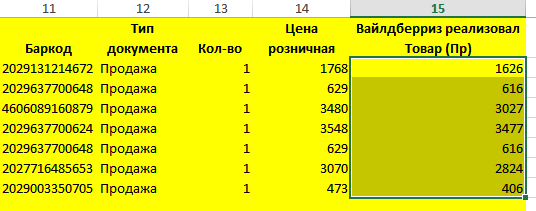 11 12 13 14 15
Тип Цена Вайлдберриз реализовал
Баркод документа Кол-во розничная Товар (Пр)
2029131214672 Продажа 1 1768 1626
2029637700648 Продажа 1 629 616
4606089160879 Продажа 1 3480 3027
2029637700624 Продажа 1 3548 3477
2029637700648 Продажа 1 629 616
2027716485653 Продажа 1 3070 2824
2029003350705 Продажа 1 473 406